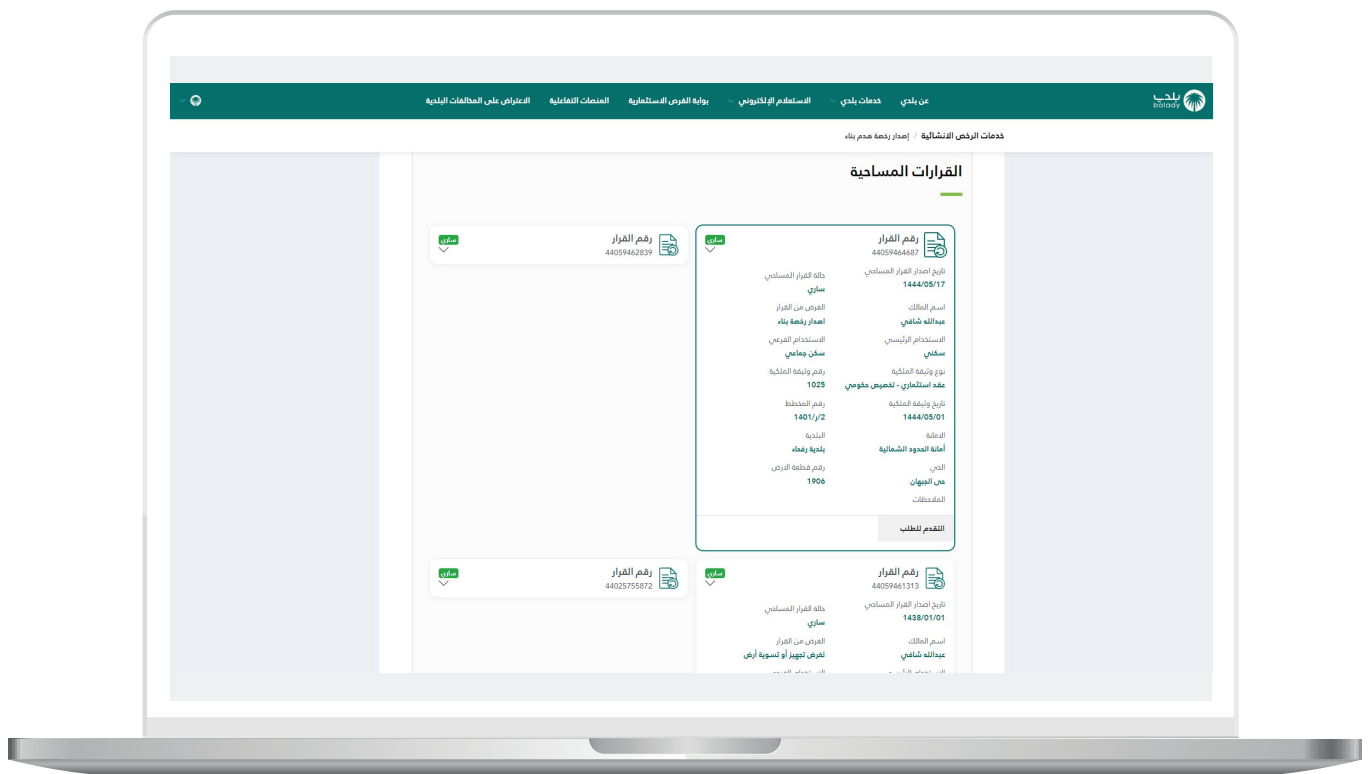 بلدي
balady
عن بلدي
خدمات بلدي
الاستعلام الإلكتروني
بوابة الفرص الاستثمارية
المنصات التفاعلية
الاعتراض على المخالفات البلدية
خدمات الرخص الانشائية / إصدار رخصة هدم بناء
القرارات المساحية
رقم القرار
44059464687
ساري
تاريخ اصدار القرار المساحي
1444/05/17
حالة القرار المساحي
ساري
اسم المالك
عبدالله شافي
الغرض من القرار
اصدار رخصة بناء
الاستخدام الرئيسي
سكني
الاستخدام الفرعي
سكن جماعي
نوع وثيقة الملكية
عقد استثماري - تخصيص حكومي
رقم وثيقة الملكية
1025
تاريخ وثيقة الملكية
1444/05/01
رقم المخطط
1401/ر/2
الامانة
أمانة الحدود الشمالية
البلدية
بلدية رفحاء
الحي
حى النبهان
رقم قطعة الارض
1906
الملاحظات
التقدم للطلب
رقم القرار
44059462839
ساري
رقم القرار
44059461313
ساري
تاريخ اصدار القرار المساحي
1438/01/01
حالة القرار المساحي
ساري
اسم المالك
عبدالله شافي
الغرض من القرار
لغرض تجهيز أو تسوية أرض
رقم القرار
44025755872
ساري